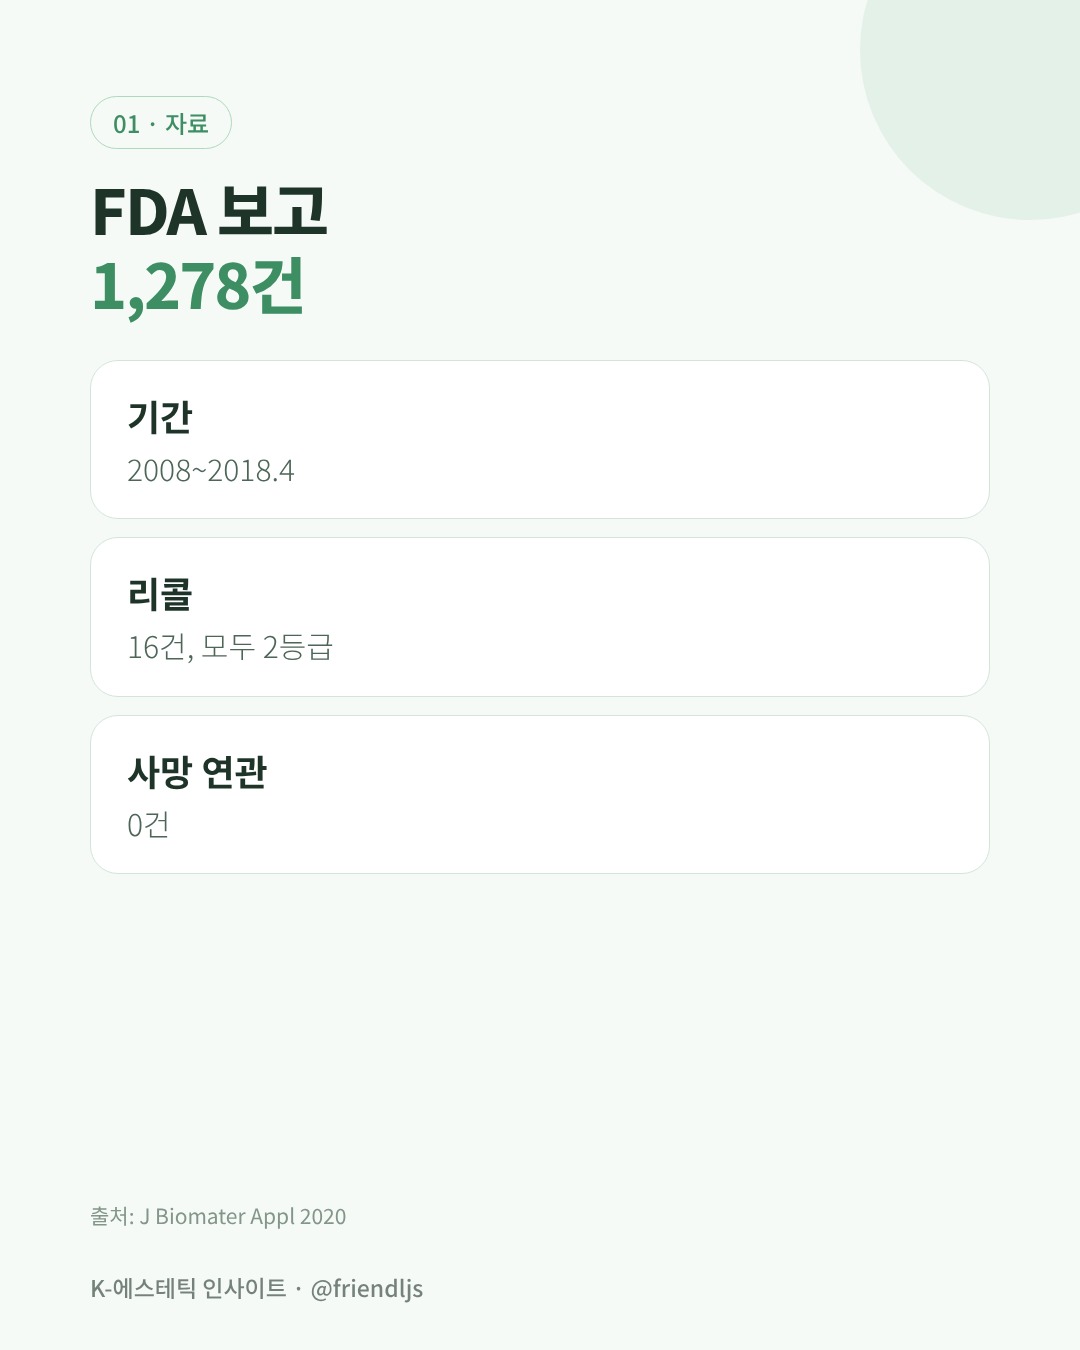 01 · 자료
FDA 보고
1,278건
기간
2008~2018.4
리콜
16건, 모두 2등급
사망 연관
0건
출처: J Biomater Appl 2020
K-에스테틱 인사이트 · @friendljs